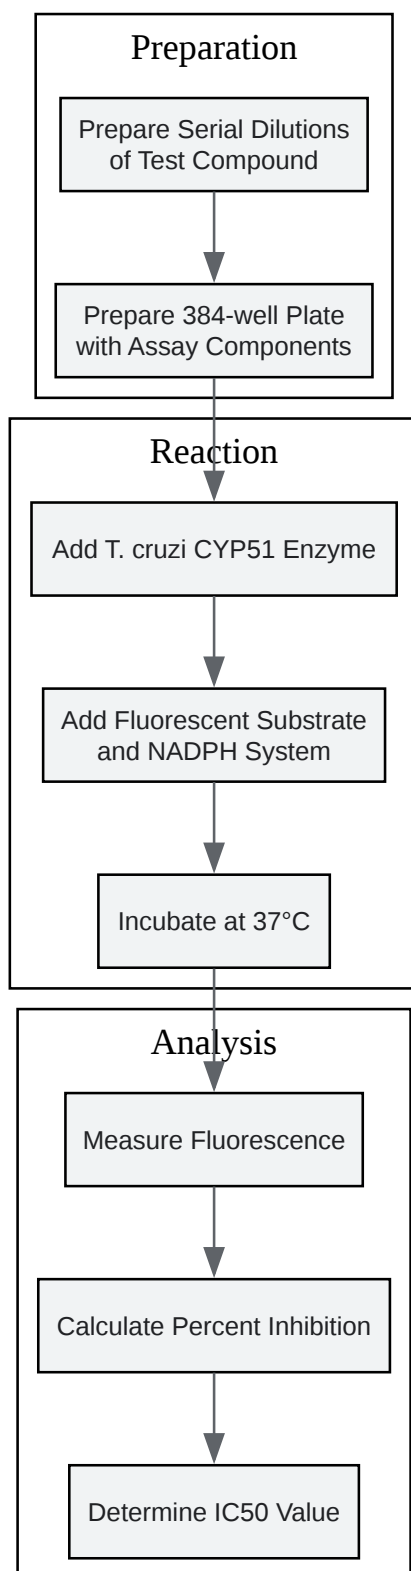 Preparation
Prepare Serial Dilutions
of Test Compound
Prepare 384-well Plate
with Assay Components
Reaction
Add T. cruzi CYP51 Enzyme
Add Fluorescent Substrate
and NADPH System
Incubate at 37°C
Analysis
Measure Fluorescence
Calculate Percent Inhibition
Determine IC50 Value